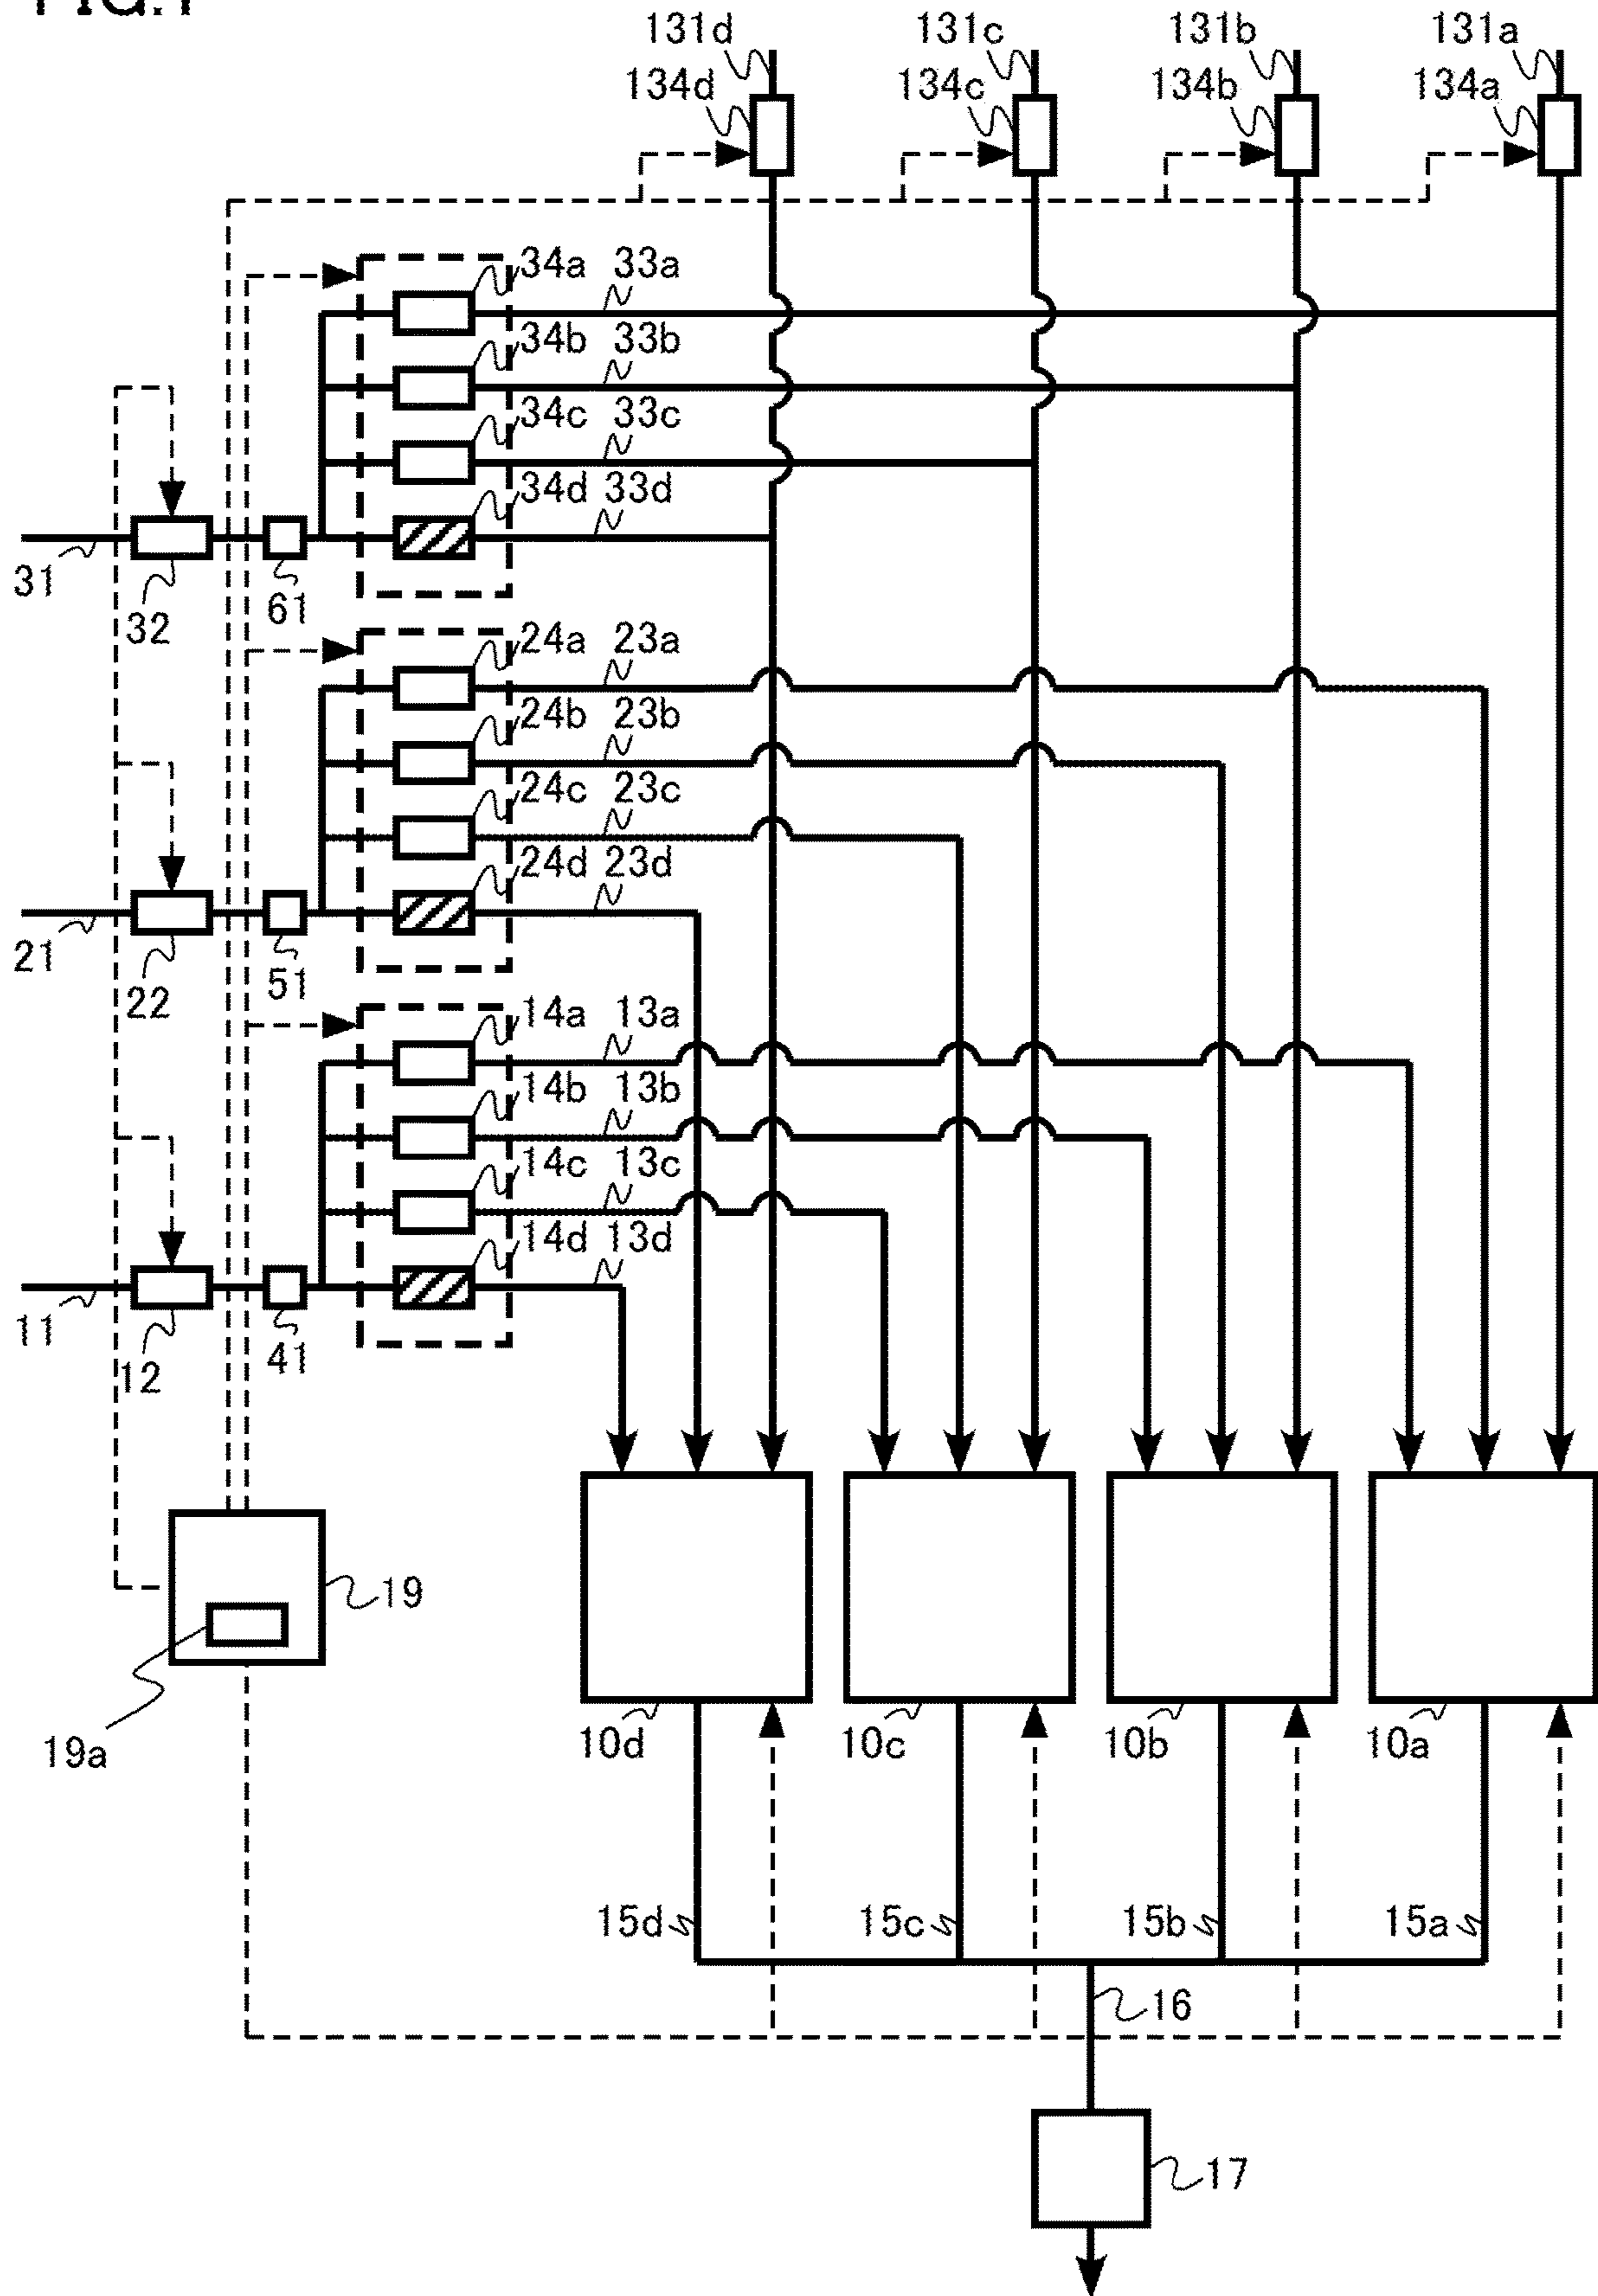 FIG.1
131d 131c 131b 131a
134d 134c 134b 134a
34a 33a
34b 33b
34c 33c
34d 33d
31 32 61
24a 23a
24b 23b
24c 23c
24d 23d
21 22 51
14a 13a
14b 13b
14c 13c
14d 13d
11 12 41
19
19a
10d 10c 10b 10a
15d 15c 15b 15a
16
17